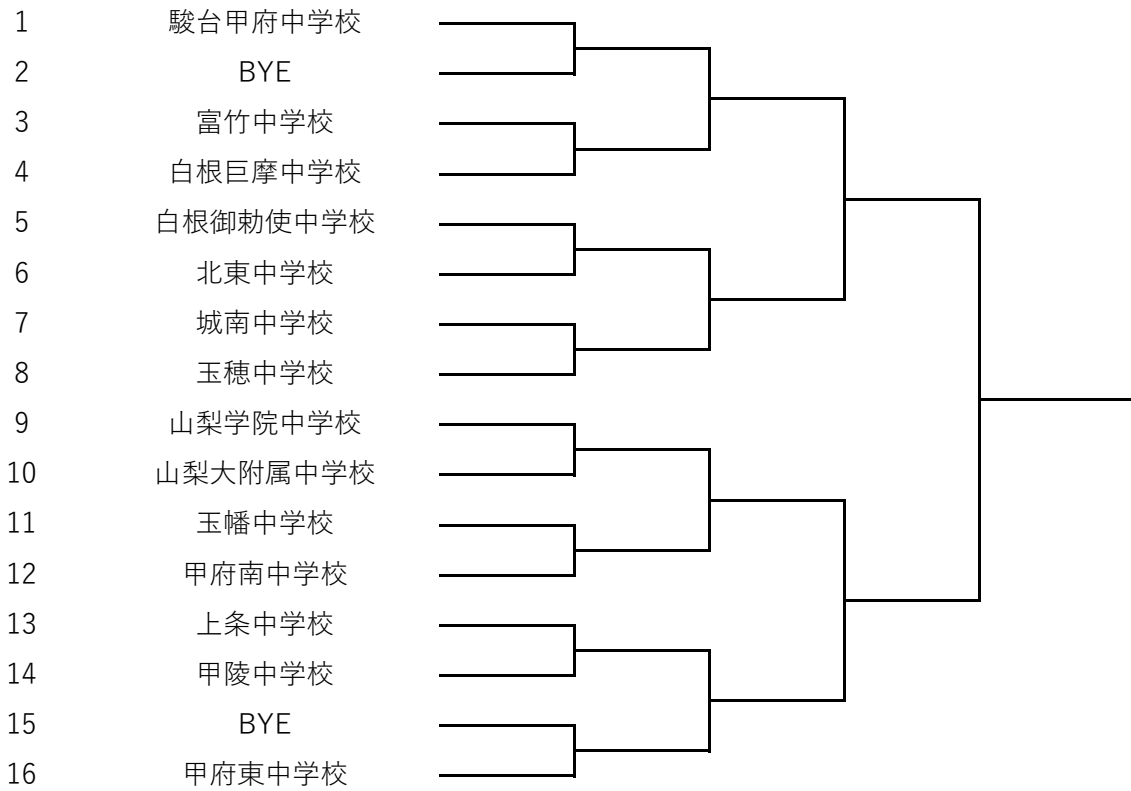 1 駿台甲府中学校
2 BYE
3 富竹中学校
4 白根巨摩中学校
5 白根御勅使中学校
6 北東中学校
7 城南中学校
8 玉穂中学校
9 山梨学院中学校
10 山梨大附属中学校
11 玉幡中学校
12 甲府南中学校
13 上条中学校
14 甲陵中学校
15 BYE
16 甲府東中学校